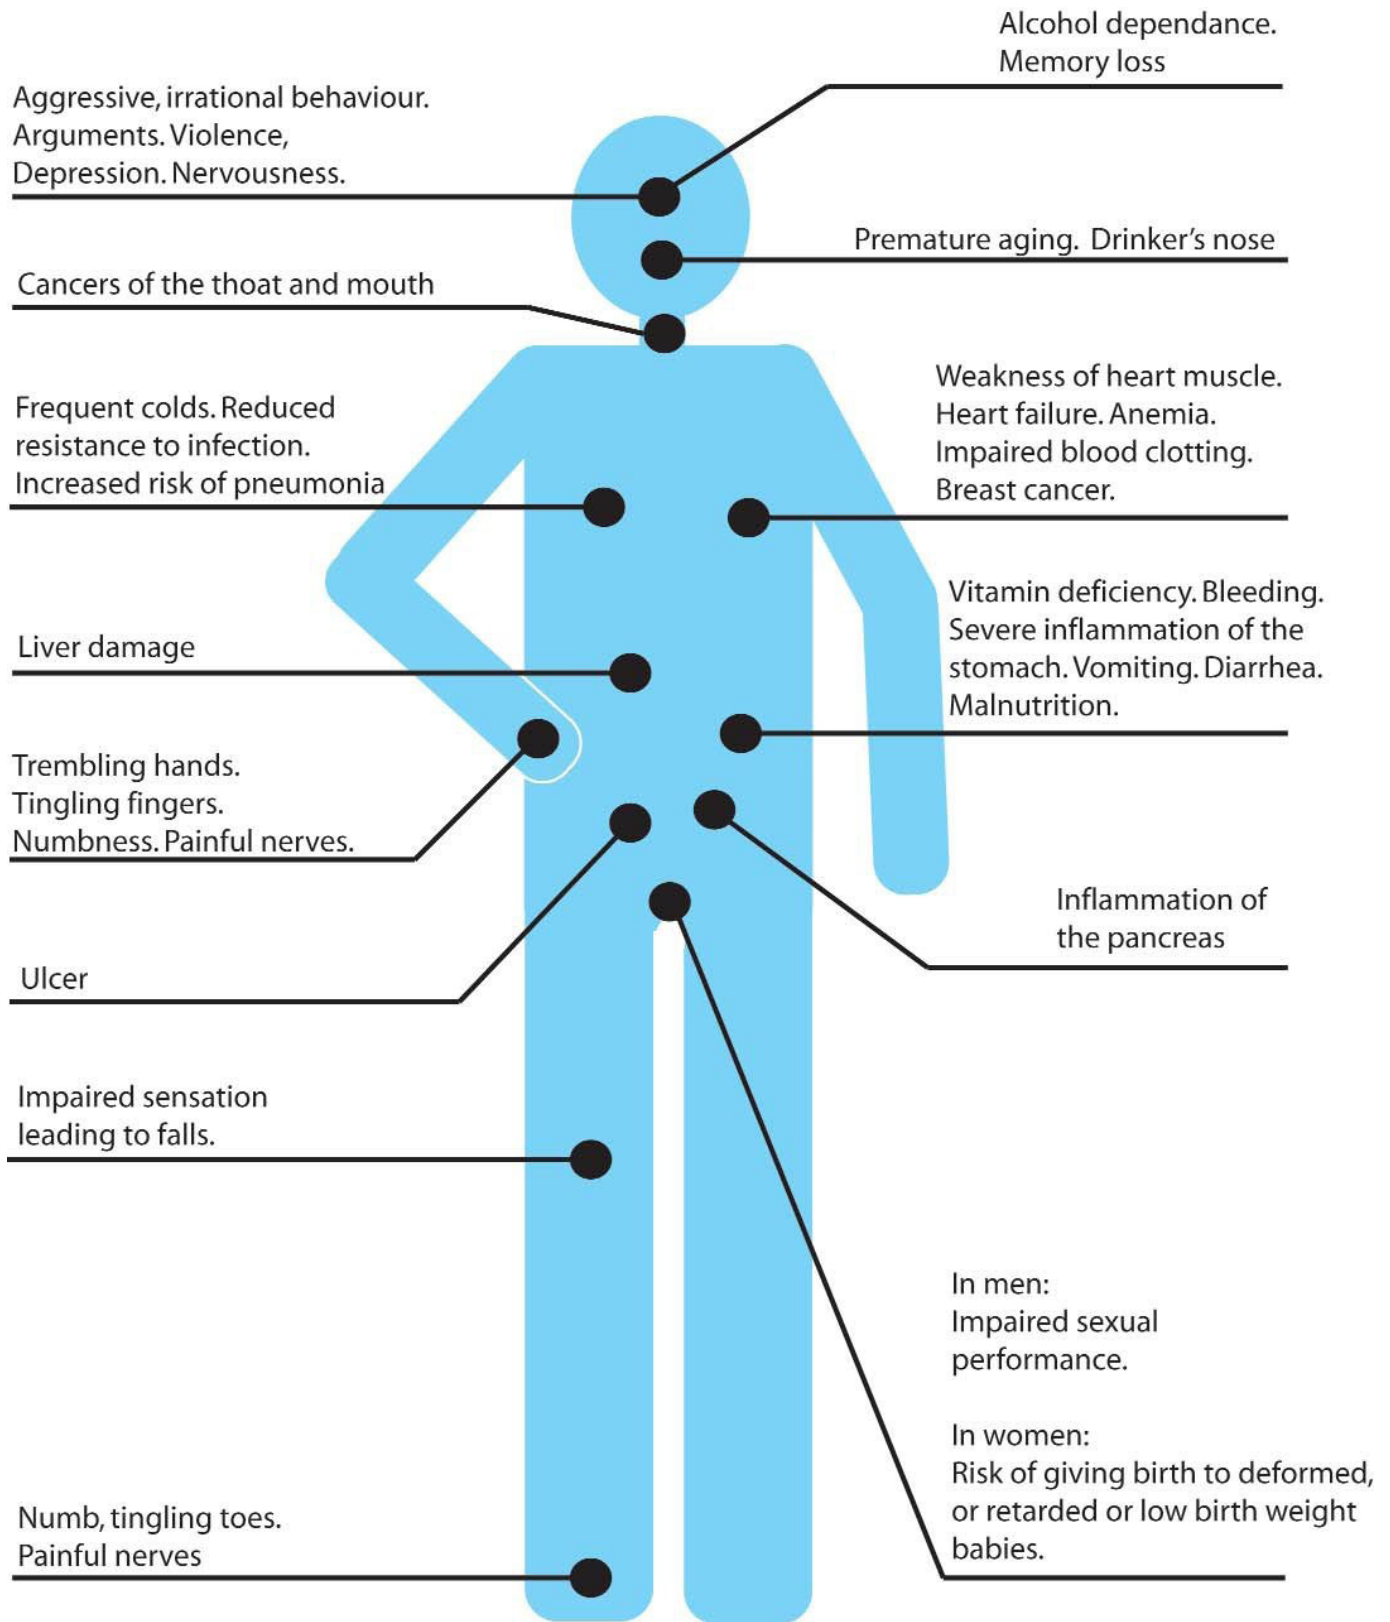 Alcohol dependance.
Memory loss
Aggressive, irrational behaviour.
Arguments. Violence,
Depression. Nervousness.
Premature aging. Drinker's nose
Cancers of the thoat and mouth
Weakness of heart muscle.
Heart failure. Anemia.
Impaired blood clotting.
Breast cancer.
Frequent colds. Reduced
resistance to infection.
Increased risk of pneumonia
Vitamin deficiency. Bleeding.
Severe inflammation of the
stomach. Vomiting. Diarrhea.
Malnutrition.
Liver damage
Trembling hands.
Tingling fingers.
Numbness. Painful nerves.
Inflammation of
the pancreas
Ulcer
Impaired sensation
leading to falls.
In men:
Impaired sexual
performance.
In women:
Risk of giving birth to deformed,
or retarded or low birth weight
babies.
Numb, tingling toes.
Painful nerves